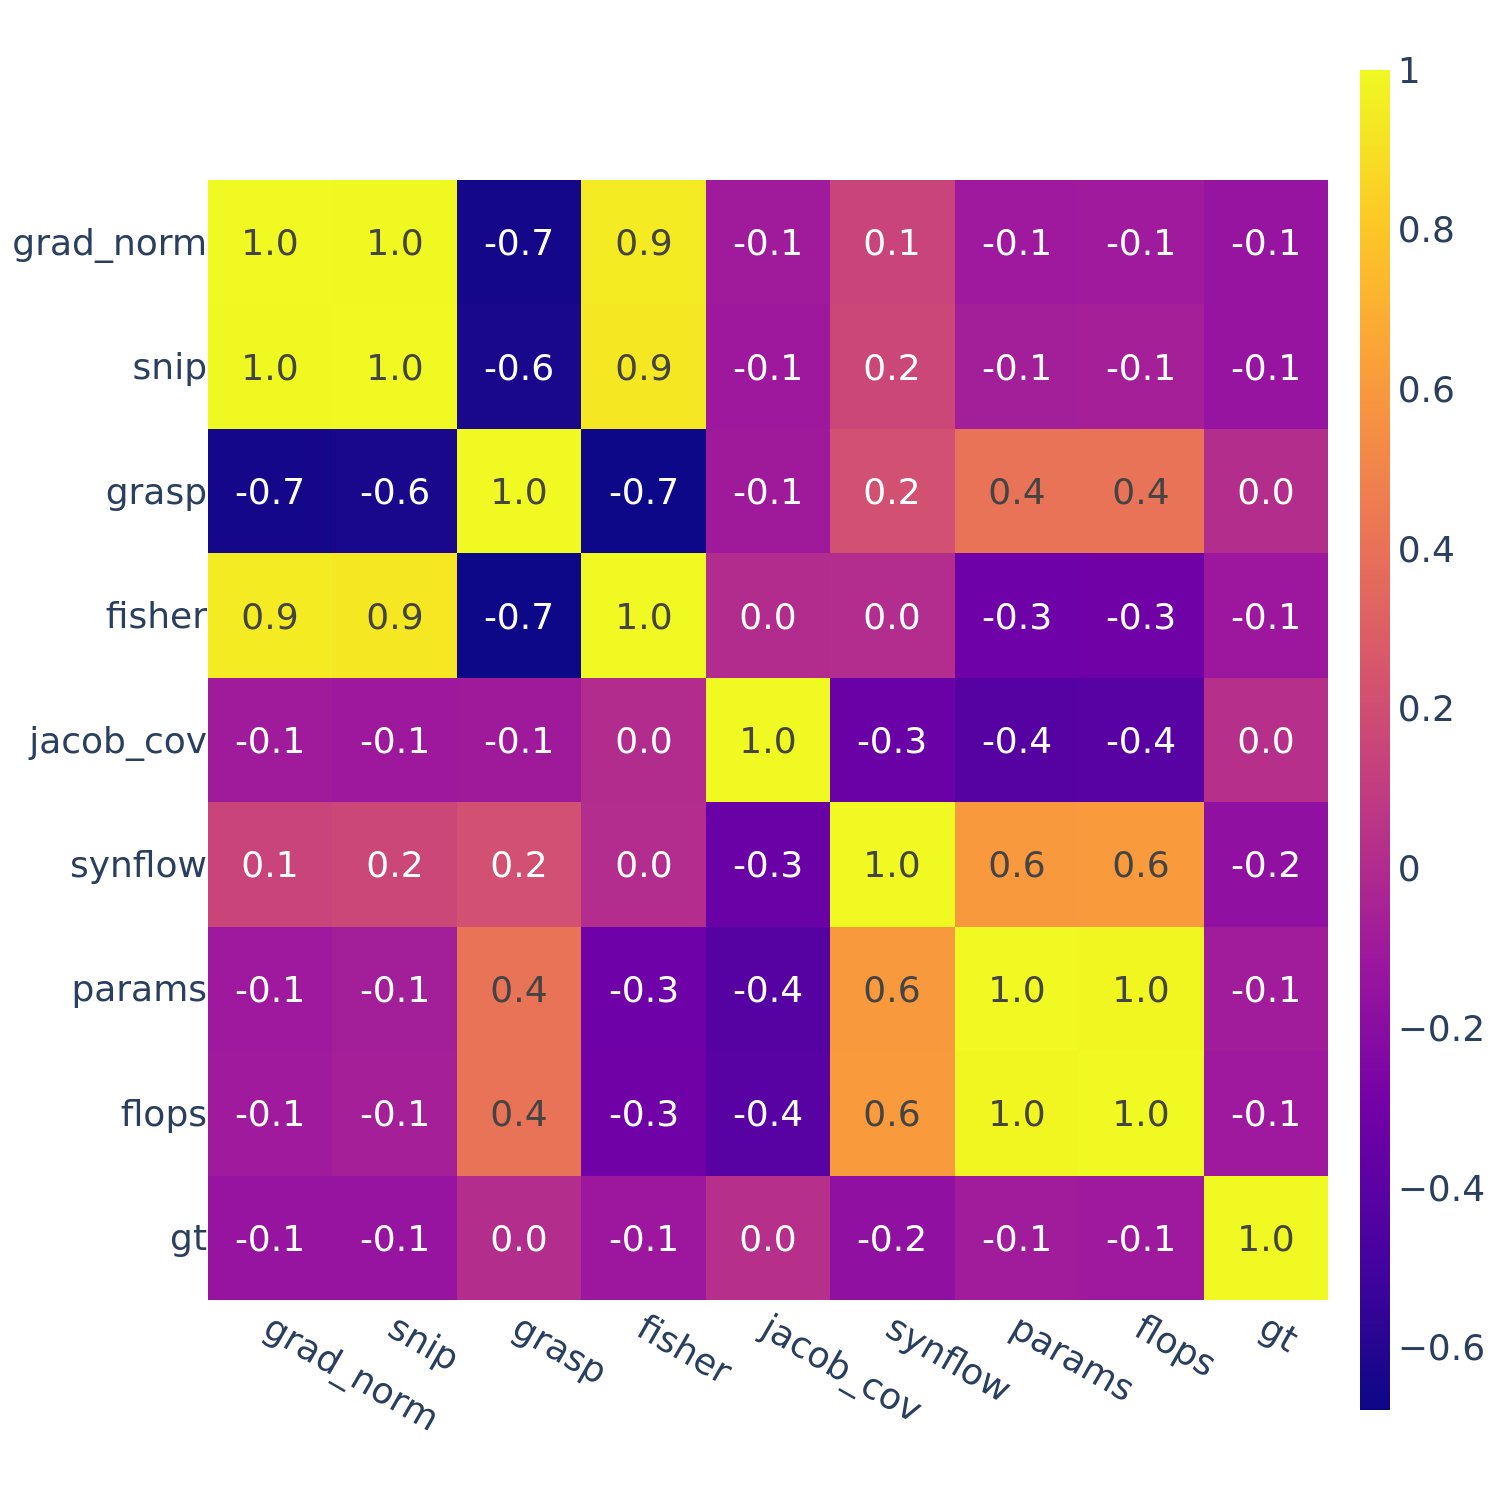 grad_norm 1.0 1.0 -0.7 0.9 -0.1 0.1 -0.1 -0.1 -0.1
snip 1.0 1.0 -0.6 0.9 -0.1 0.2 -0.1 -0.1 -0.1
grasp -0.7 -0.6 1.0 -0.7 -0.1 0.2 0.4 0.4 0.0
fisher 0.9 0.9 -0.7 1.0 0.0 0.0 -0.3 -0.3 -0.1
jacob_cov -0.1 -0.1 -0.1 0.0 1.0 -0.3 -0.4 -0.4 0.0
synflow 0.1 0.2 0.2 0.0 -0.3 1.0 0.6 0.6 -0.2
params -0.1 -0.1 0.4 -0.3 -0.4 0.6 1.0 1.0 -0.1
flops -0.1 -0.1 0.4 -0.3 -0.4 0.6 1.0 1.0 -0.1
gt -0.1 -0.1 0.0 -0.1 0.0 -0.2 -0.1 -0.1 1.0
grad_norm snip grasp fisher jacob_cov synflow params flops gt
1
0.8
0.6
0.4
0.2
0
−0.2
−0.4
−0.6